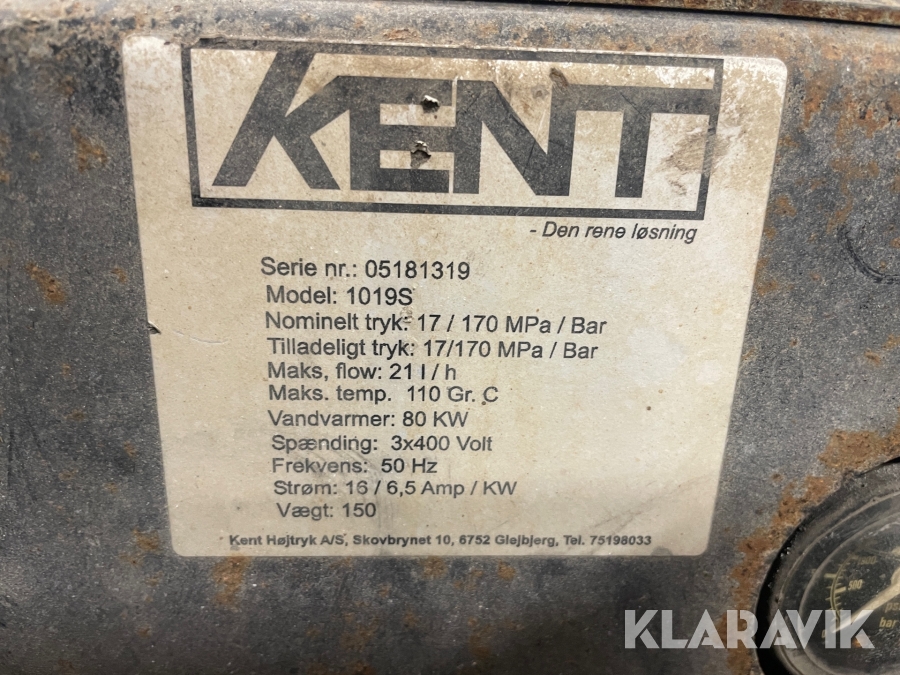 KENT
- Den rene løsning
Serie nr.: 05181319
Model: 1019S
Nominelt tryk: 17 / 170 MPa / Bar
Tilladeligt tryk: 17/170 MPa / Bar
Maks, flow: 21 l / h
Maks. temp. 110 Gr. C
Vandvarmer: 80 KW
Spænding: 3x400 Volt
Frekvens: 50 Hz
Strøm: 16 / 6,5 Amp / KW
Vægt: 150
Kent Højtryk A/S, Skovbrynet 10, 6752 Glejbjerg, Tel. 75198033
bar
KLARAVIK